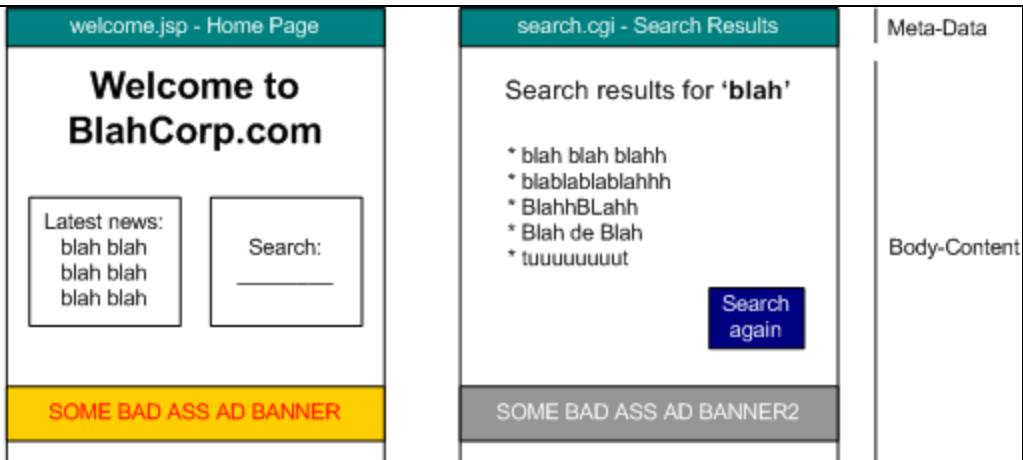 welcome.jsp - Home Page
Welcome to
BlahCorp.com
Latest news:
blah blah
blah blah
blah blah
Search:
SOME BAD ASS AD BANNER
search.cgi - Search Results
Search results for ‘blah’
* blah blah blahh
* blablablablahhh
* BlahhBLahh
* Blah de Blah
* tuuuuuuuut
Search
again
SOME BAD ASS AD BANNER2
Meta-Data
Body-Content